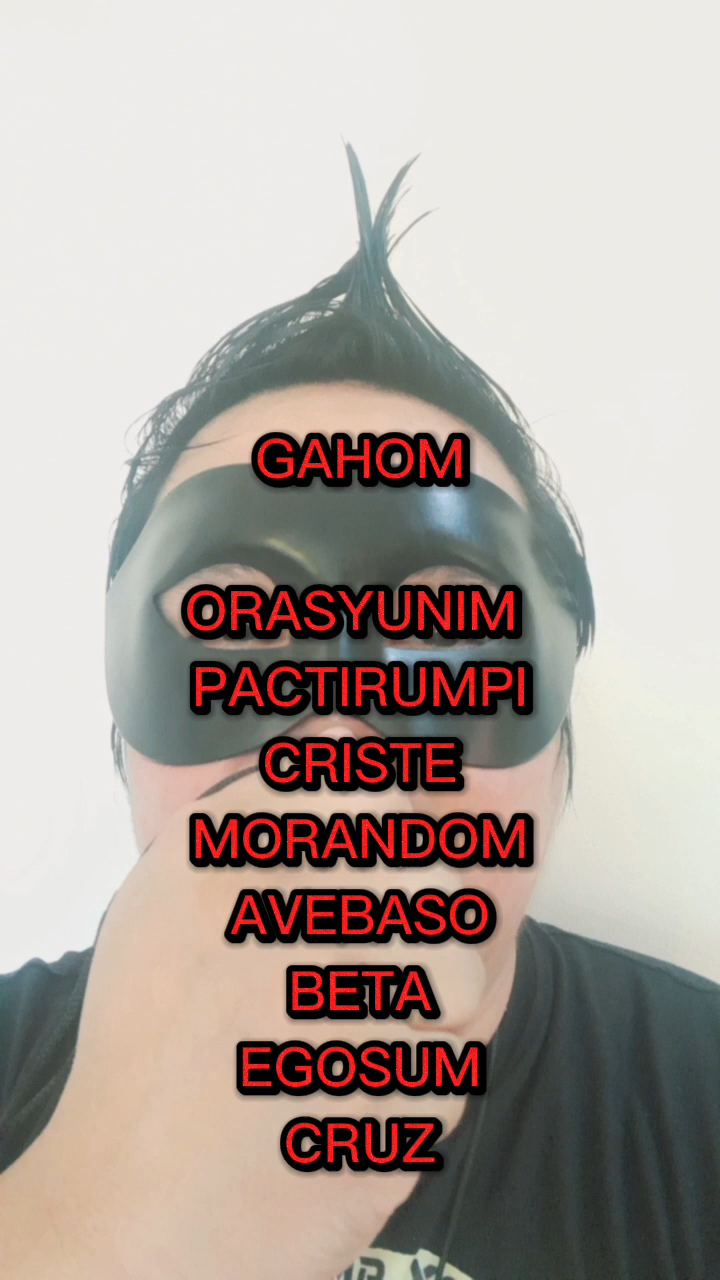 GAHOM
ORASYUNIM
PACTIRUMPI
CRISTE
MORANDOM
AVEBASO
BETA
EGOSUM
CRUZ